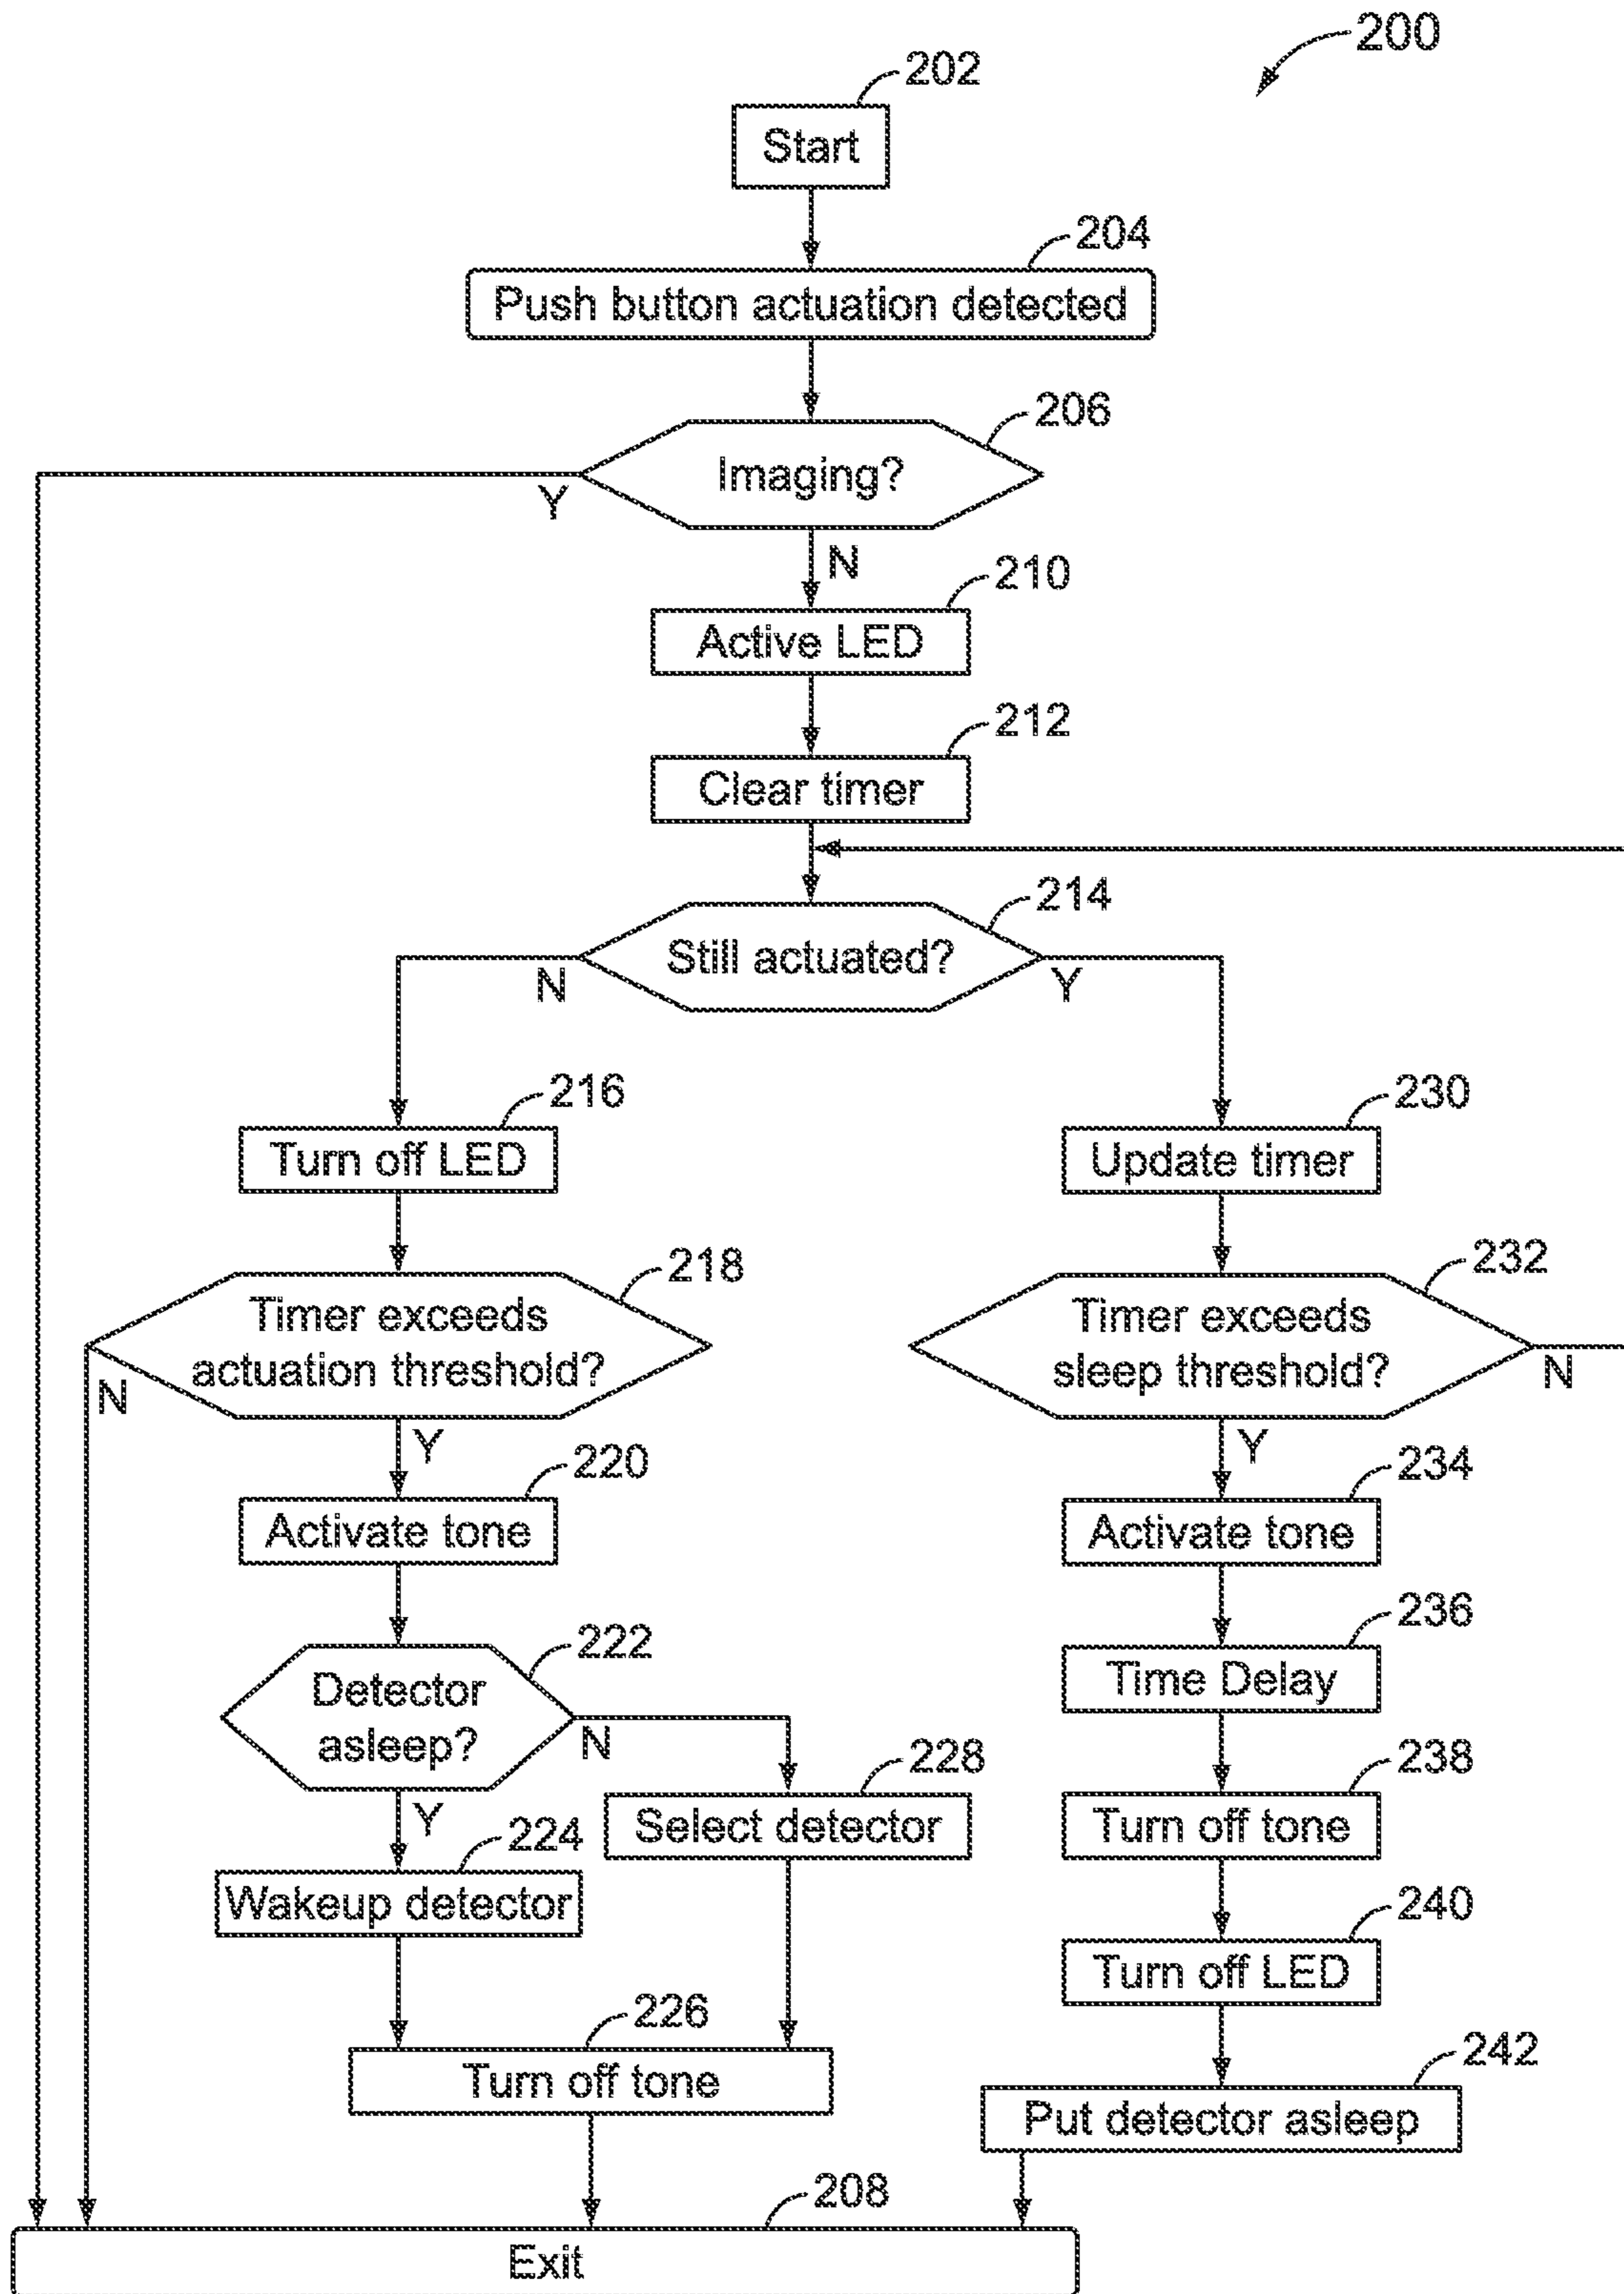 200
202
Start
204
Push button actuation detected
206
Imaging?
Y
N
210
Active LED
212
Clear timer
214
Still actuated?
N
Y
216
Turn off LED
230
Update timer
218
Timer exceeds
actuation threshold?
N
Y
232
Timer exceeds
sleep threshold?
N
Y
220
Activate tone
234
Activate tone
222
Detector
asleep?
N
Y
236
Time Delay
228
Select detector
238
Turn off tone
224
Wakeup detector
240
Turn off LED
226
Turn off tone
242
Put detector asleep
208
Exit